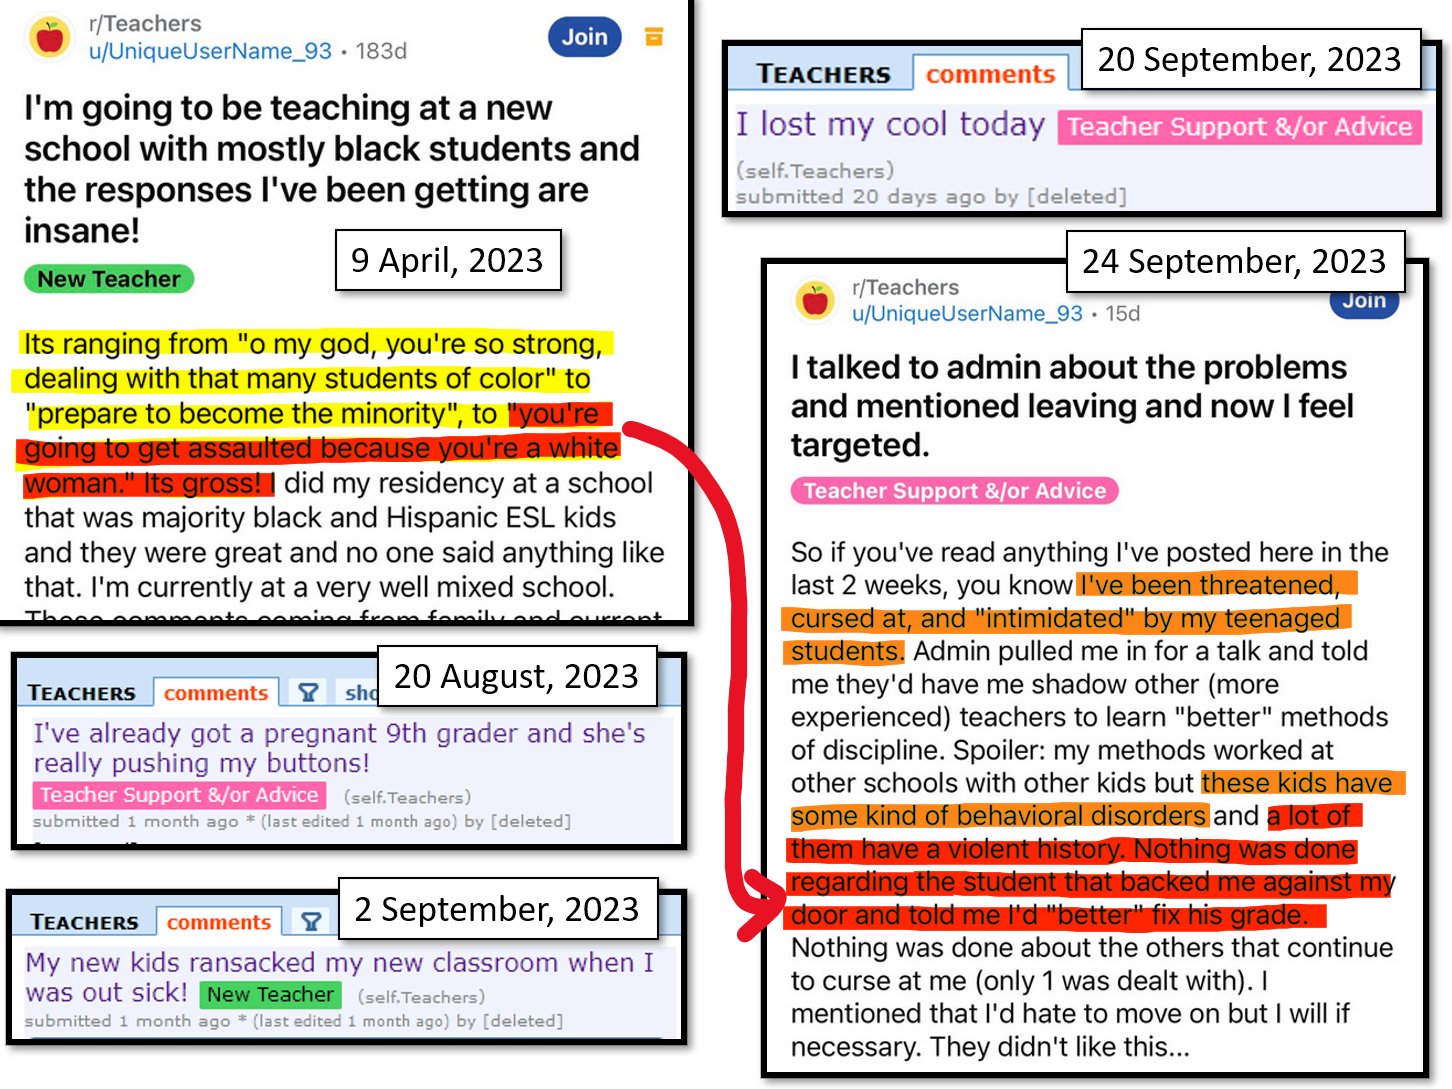 r/Teachers
u/UniqueUserName_93 • 183d
Join
I'm going to be teaching at a new
school with mostly black students and
the responses I've been getting are
insane!
9 April, 2023
New Teacher
Its ranging from "o my god, you're so strong,
dealing with that many students of color" to
"prepare to become the minority", to "you're
going to get assaulted because you're a white
woman." Its gross! I did my residency at a school
that was majority black and Hispanic ESL kids
and they were great and no one said anything like
that. I'm currently at a very well mixed school.
These comments coming from family and current
20 August, 2023
TEACHERS comments sho
I've already got a pregnant 9th grader and she's
really pushing my buttons!
Teacher Support &/or Advice (self.Teachers)
submitted 1 month ago * (last edited 1 month ago) by [deleted]
2 September, 2023
TEACHERS comments
My new kids ransacked my new classroom when I
was out sick! New Teacher (self.Teachers)
submitted 1 month ago * (last edited 1 month ago) by [deleted]
20 September, 2023
TEACHERS comments
I lost my cool today Teacher Support &/or Advice
(self.Teachers)
submitted 20 days ago by [deleted]
24 September, 2023
r/Teachers
u/UniqueUserName_93 • 15d
Join
I talked to admin about the problems
and mentioned leaving and now I feel
targeted.
Teacher Support &/or Advice
So if you've read anything I've posted here in the
last 2 weeks, you know I've been threatened,
cursed at, and "intimidated" by my teenaged
students. Admin pulled me in for a talk and told
me they'd have me shadow other (more
experienced) teachers to learn "better" methods
of discipline. Spoiler: my methods worked at
other schools with other kids but these kids have
some kind of behavioral disorders and a lot of
them have a violent history. Nothing was done
regarding the student that backed me against my
door and told me I'd "better" fix his grade.
Nothing was done about the others that continue
to curse at me (only 1 was dealt with). I
mentioned that I'd hate to move on but I will if
necessary. They didn't like this...